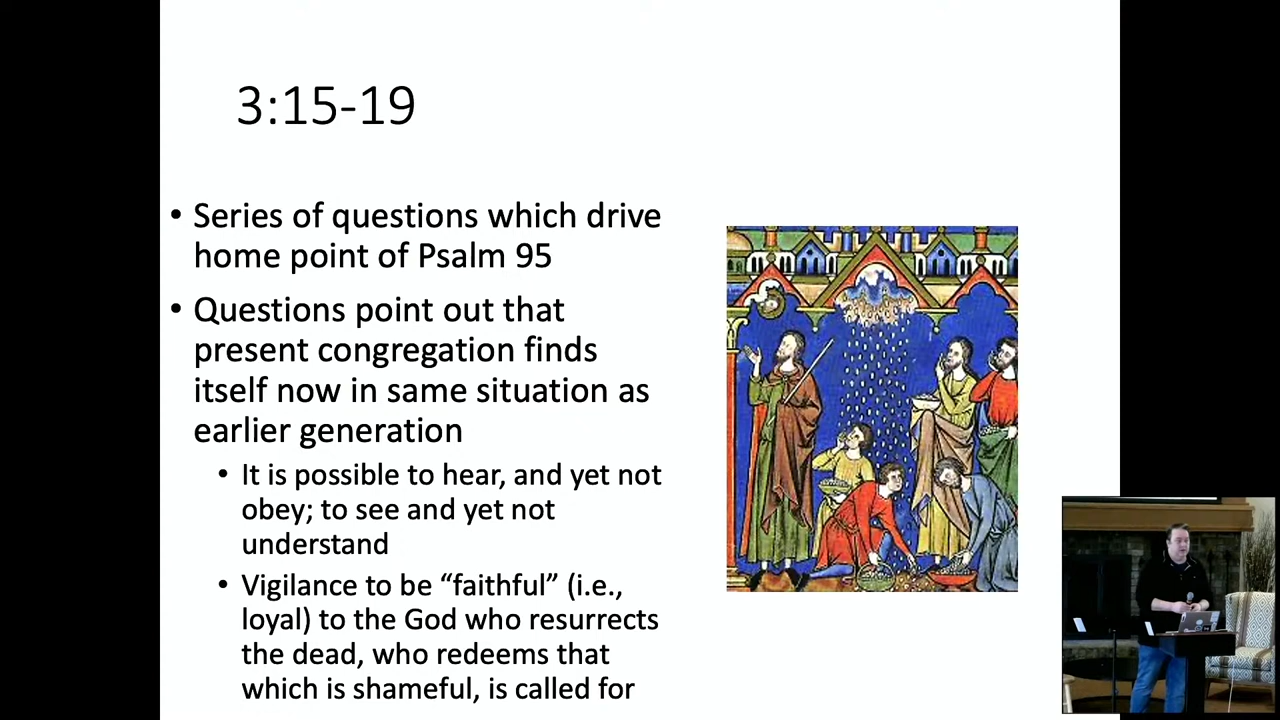 3:15-19
• Series of questions which drive
home point of Psalm 95
• Questions point out that
present congregation finds
itself now in same situation as
earlier generation
• It is possible to hear, and yet not
obey; to see and yet not
understand
• Vigilance to be “faithful” (i.e.,
loyal) to the God who resurrects
the dead, who redeems that
which is shameful, is called for